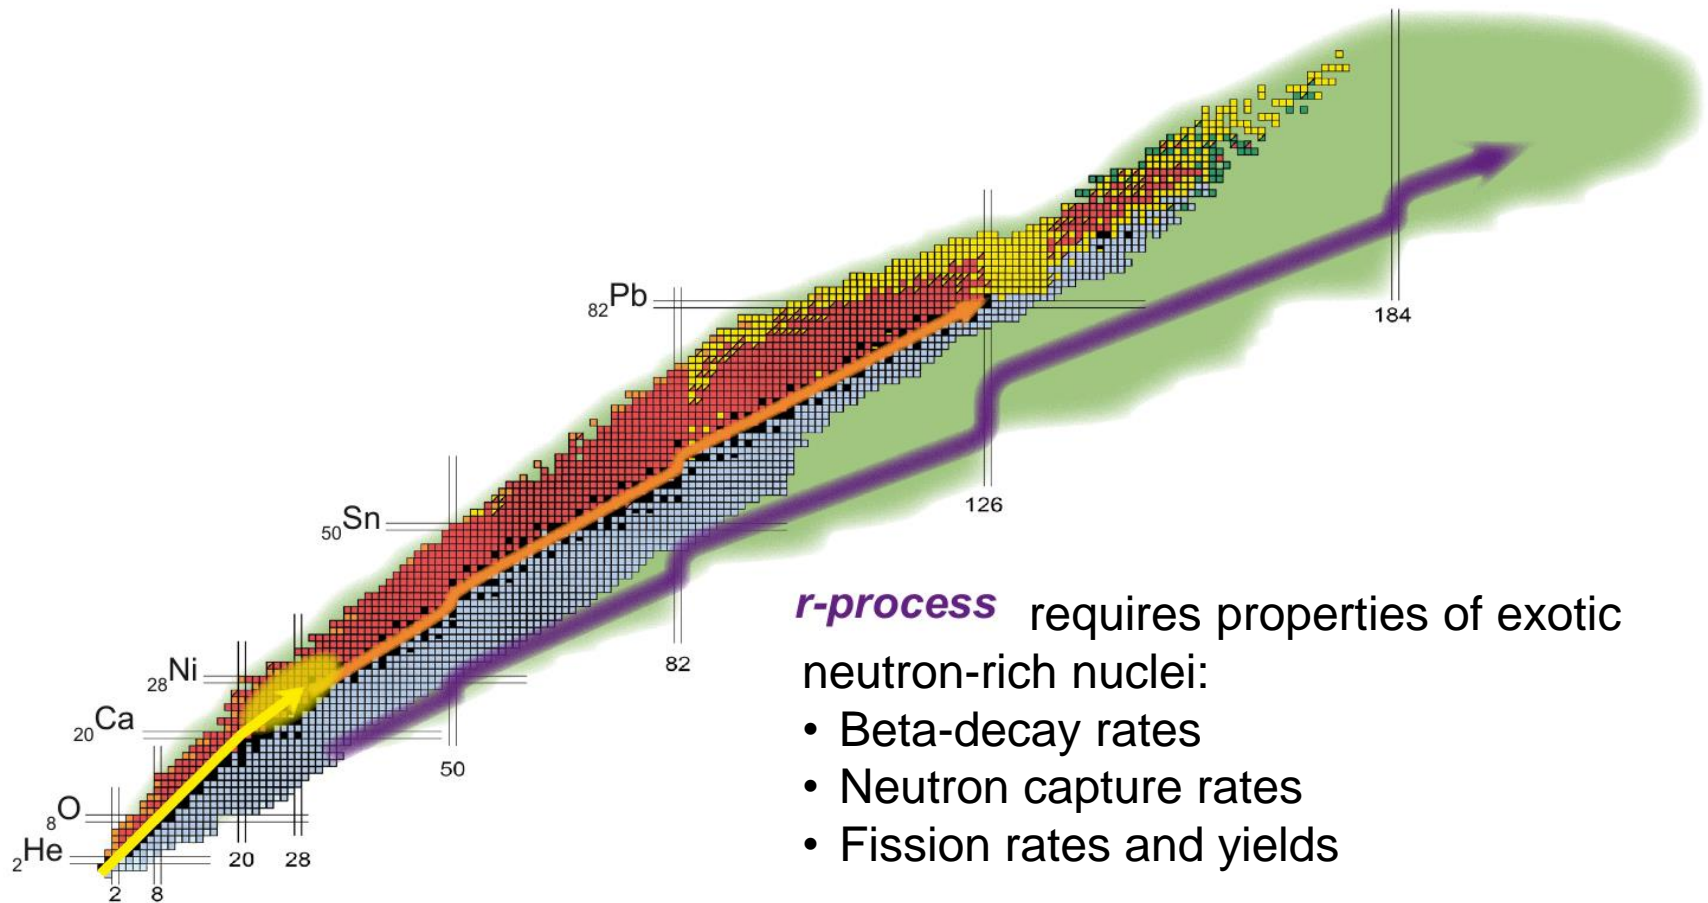 184
₈₂Pb
126
₅₀Sn
r-process requires properties of exotic
neutron-rich nuclei:
• Beta-decay rates
• Neutron capture rates
• Fission rates and yields
82
₂₈Ni
₂₀Ca
50
₈O
₂He
20 28
2 8